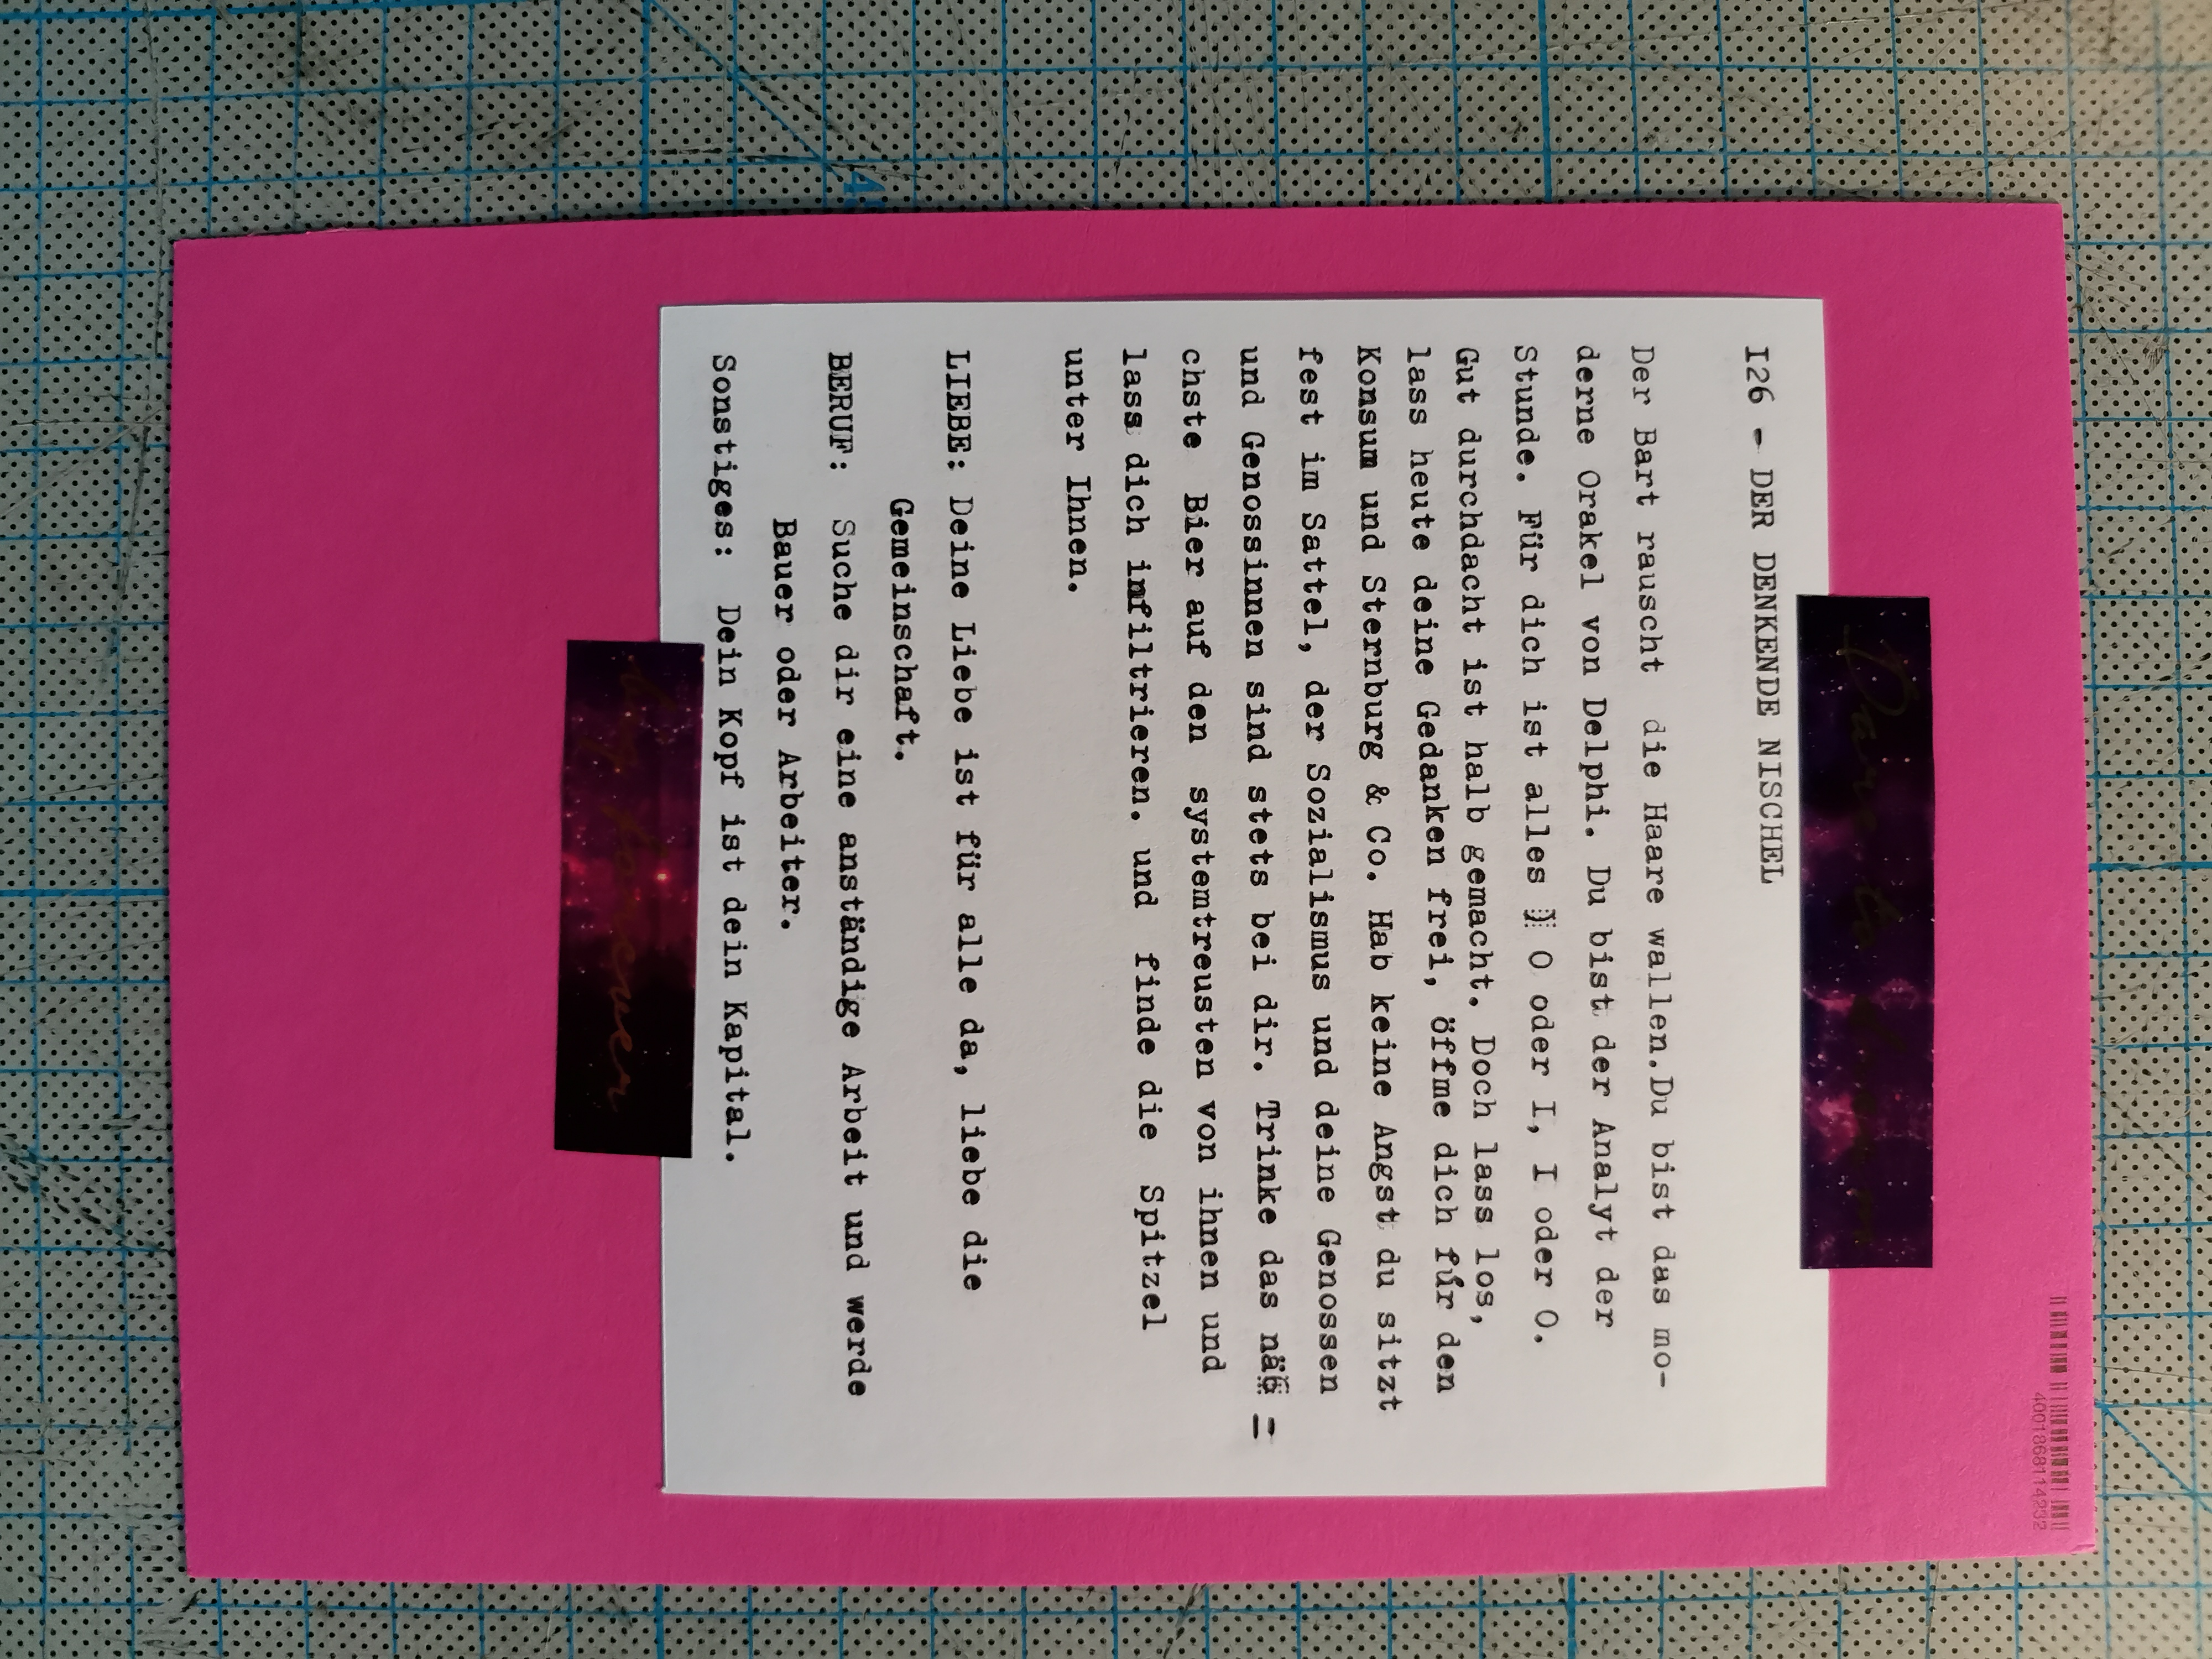 4001868114232
Dare to dream
I26 - DER DENKENDE NISCHEL
Der Bart rauscht  die Haare wallen.Du bist das mo-
derne Orakel von Delphi. Du bist der Analyt der
Stunde. Für dich ist alles ) O oder I, I oder O.
Gut durchdacht ist halb gemacht. Doch lass los,
lass heute deine Gedanken frei, öffme dich für den
Konsum und Sternburg & Co. Hab keine Angst du sitzt
fest im Sattel, der Sozialismus und deine Genossen
und Genossinnen sind stets bei dir. Trinke das näc -
chste  Bier auf den  systemtreusten von ihnen und
lass dich infiltrieren. und  finde die  Spitzel
unter Ihnen.
LIEBE: Deine Liebe ist für alle da, liebe die
Gemeinschaft.
BERUF:  Suche dir eine anständige Arbeit und werde
Bauer oder Arbeiter.
Sonstiges:  Dein Kopf ist dein Kapital.
forever